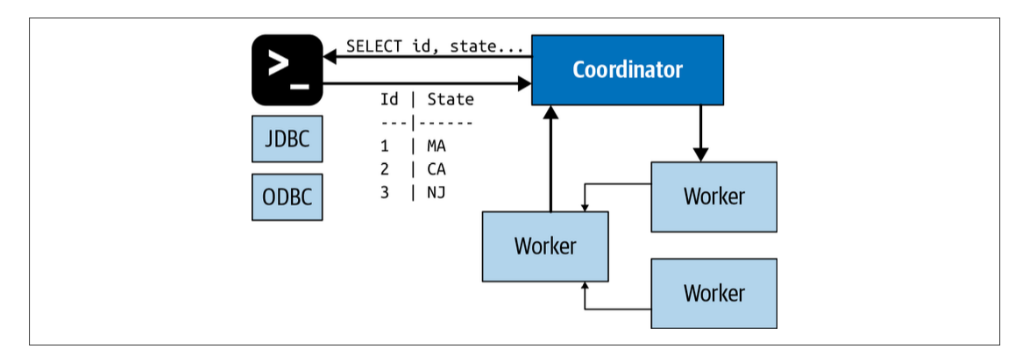 >_
SELECT id, state...
Coordinator
Id | State
---|------
1 | MA
2 | CA
3 | NJ
JDBC
ODBC
Worker
Worker
Worker